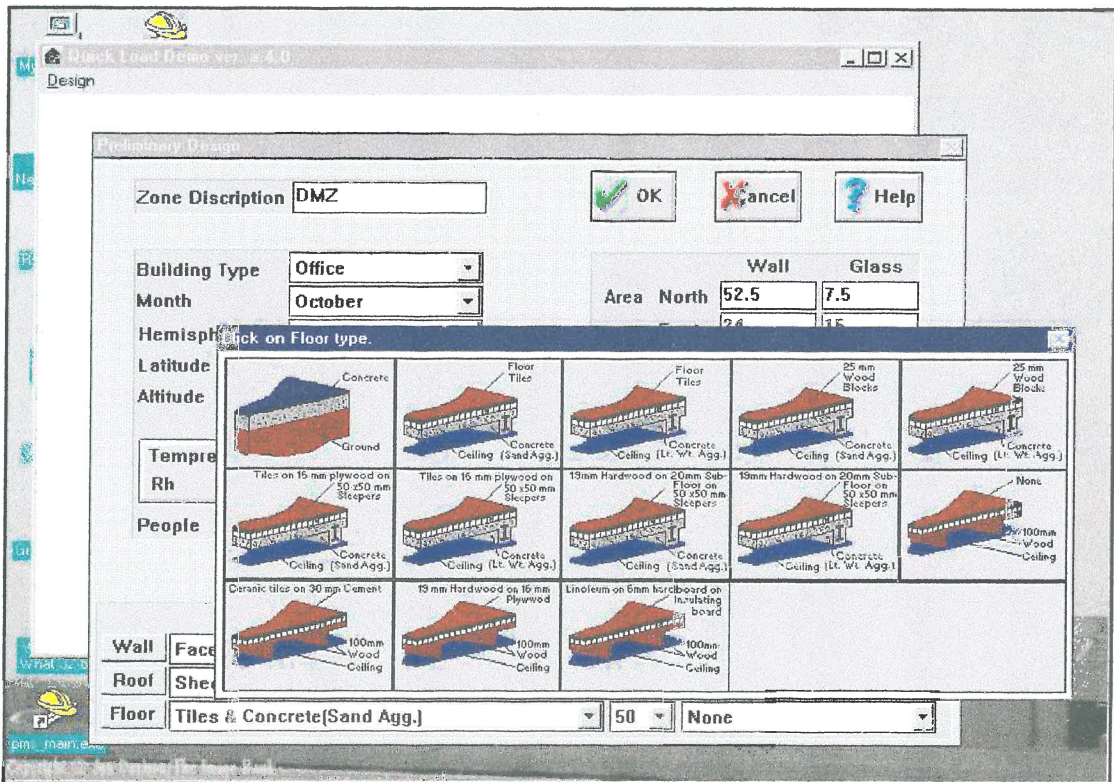 Quick Load Demo ver. a.4.0
Design
Preliminary Design
Zone Discription DMZ
OK
Cancel
Help
Building Type Office
Month October
Hemisph
Latitude
Altitude
Wall Glass
Area North 52.5 7.5
24 15
Tempre
Rh
People
ick on Floor type.
Concrete
Ground
Floor
Tiles
Concrete
Ceiling (Sand Agg.)
Floor
Tiles
Concrete
Ceiling (Lt. Wt. Agg.)
25 mm
Wood
Blocks
Concrete
Ceiling (Sand Agg.)
25 mm
Wood
Blocks
Concrete
Ceiling (Lt. Wt. Agg.)
Tiles on 16 mm plywood on
50 x50 mm
Sleepers
Concrete
Ceiling (Sand Agg.)
Tiles on 16 mm plywood on
50 x50 mm
Sleepers
Concrete
Ceiling (Lt. Wt. Agg.)
19mm Hardwood on 20mm Sub-
Floor on
50 x50 mm
Sleepers
Concrete
Ceiling (Sand Agg.)
19mm Hardwood on 20mm Sub-
Floor on
50 x50 mm
Sleepers
Concrete
Ceiling (Lt. Wt. Agg.)
None
100mm
Wood
Ceiling
Ceramic tiles on 30 mm Cement
100mm
Wood
Ceiling
19 mm Hardwood on 16 mm
Plywood
100mm
Wood
Ceiling
Linoleum on 6mm hardboard on
Insulating
board
100mm
Wood
Ceiling
Wall Face
Roof Shee
Floor Tiles & Concrete(Sand Agg.) 50 None